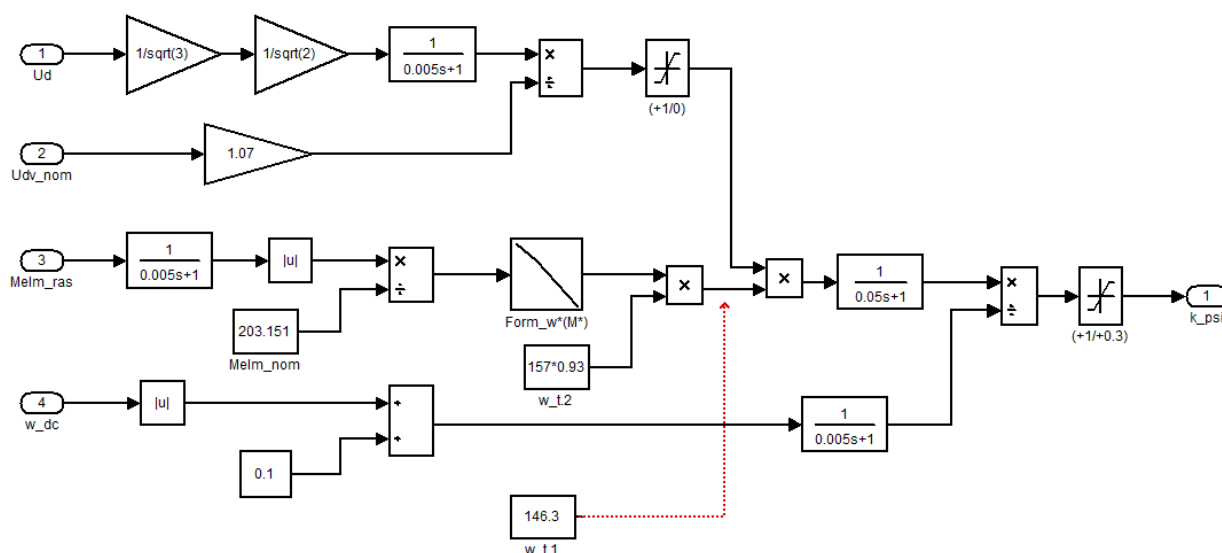 1
Ud
1/sqrt(3)
1/sqrt(2)
1
0.005s+1
×
÷
(+1/0)
2
Udv_nom
1.07
3
Melm_ras
1
0.005s+1
|u|
×
÷
203.151
Melm_nom
Form_w*(M*)
×
157*0.93
w_t.2
×
1
0.05s+1
×
÷
(+1/+0.3)
1
k_psi
4
w_dc
|u|
+
+
0.1
1
0.005s+1
146.3
w_t.1